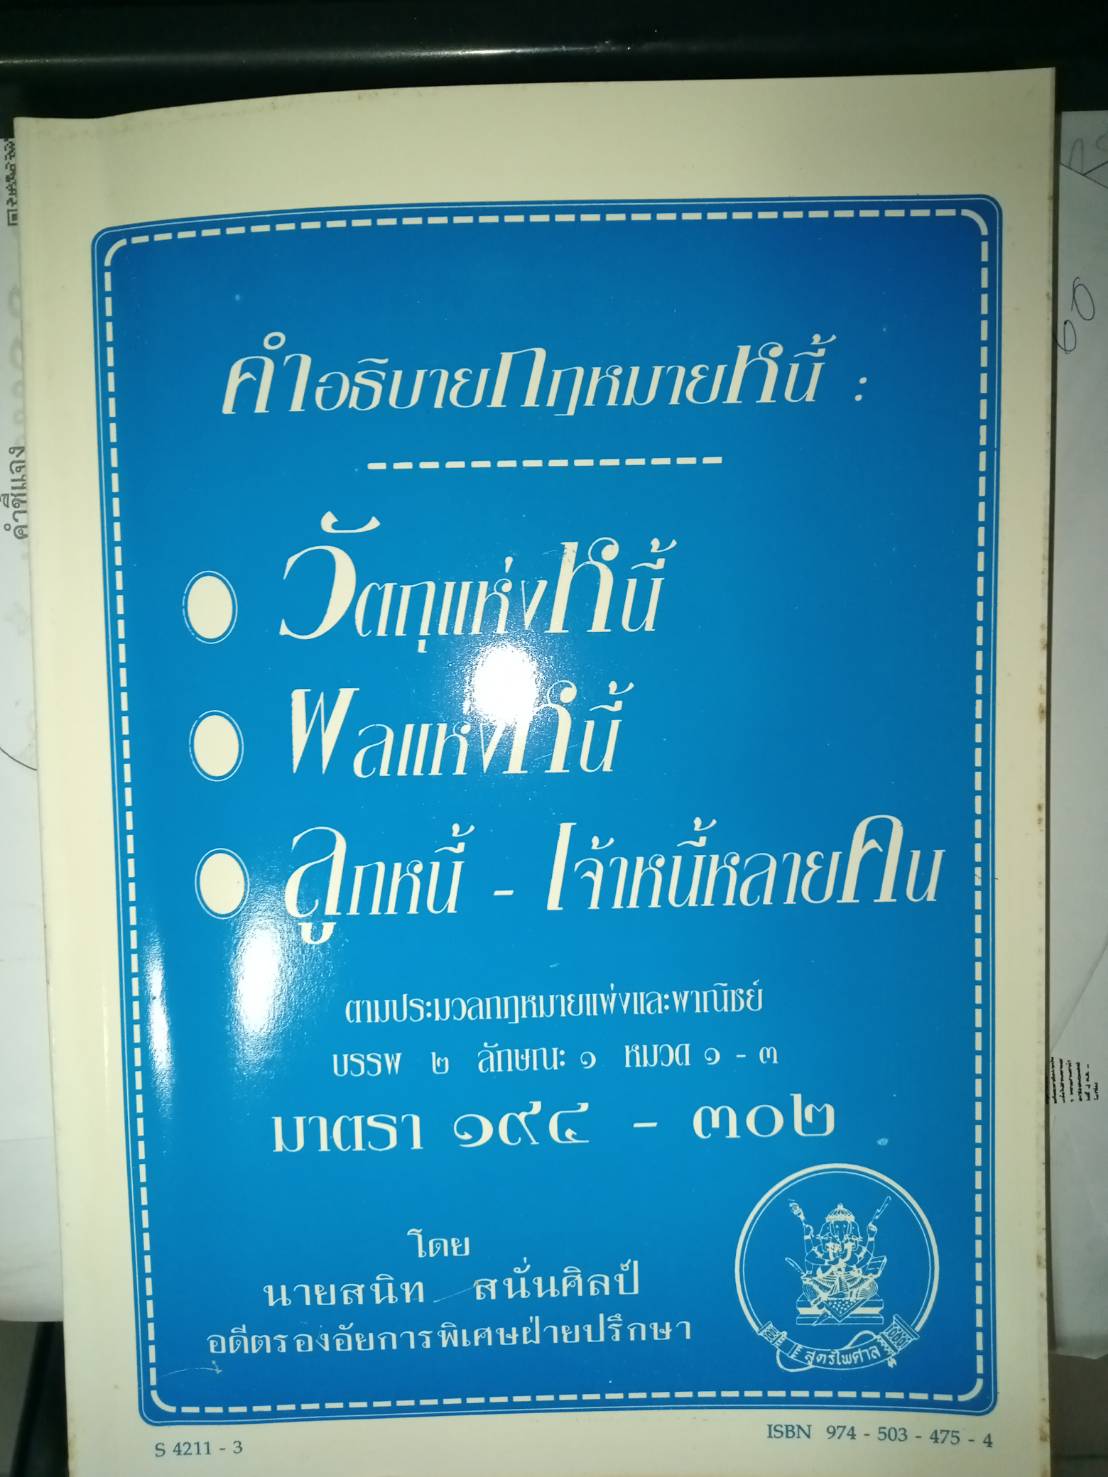 คำอธิบายกฎหมายหนี้ :
วัตถุแห่งหนี้
ผลแห่งหนี้
ลูกหนี้ - เจ้าหนี้หลายคน
ตามประมวลกฎหมายแพ่งและพาณิชย์
บรรพ ๒ ลักษณะ ๑ หมวด ๑ - ๓
มาตรา ๑๙๔ - ๓๐๒
โดย
นายสนิท สนั่นศิลป์
อดีตรองอัยการพิเศษฝ่ายปรึกษา
สูตรไพศาล
S 4211 - 3
ISBN 974 - 503 - 475 - 4
คำชี้แจง